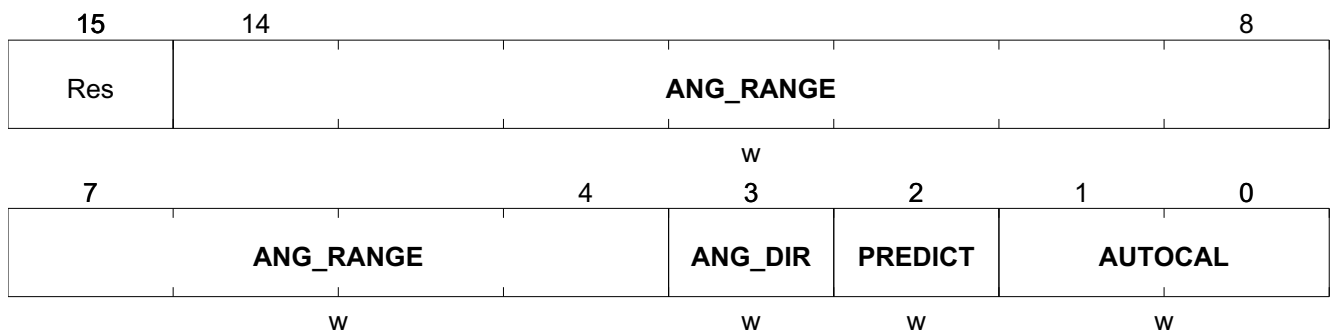 15 14 8
Res ANG_RANGE
w
7 4 3 2 1 0
ANG_RANGE ANG_DIR PREDICT AUTOCAL
w w w w